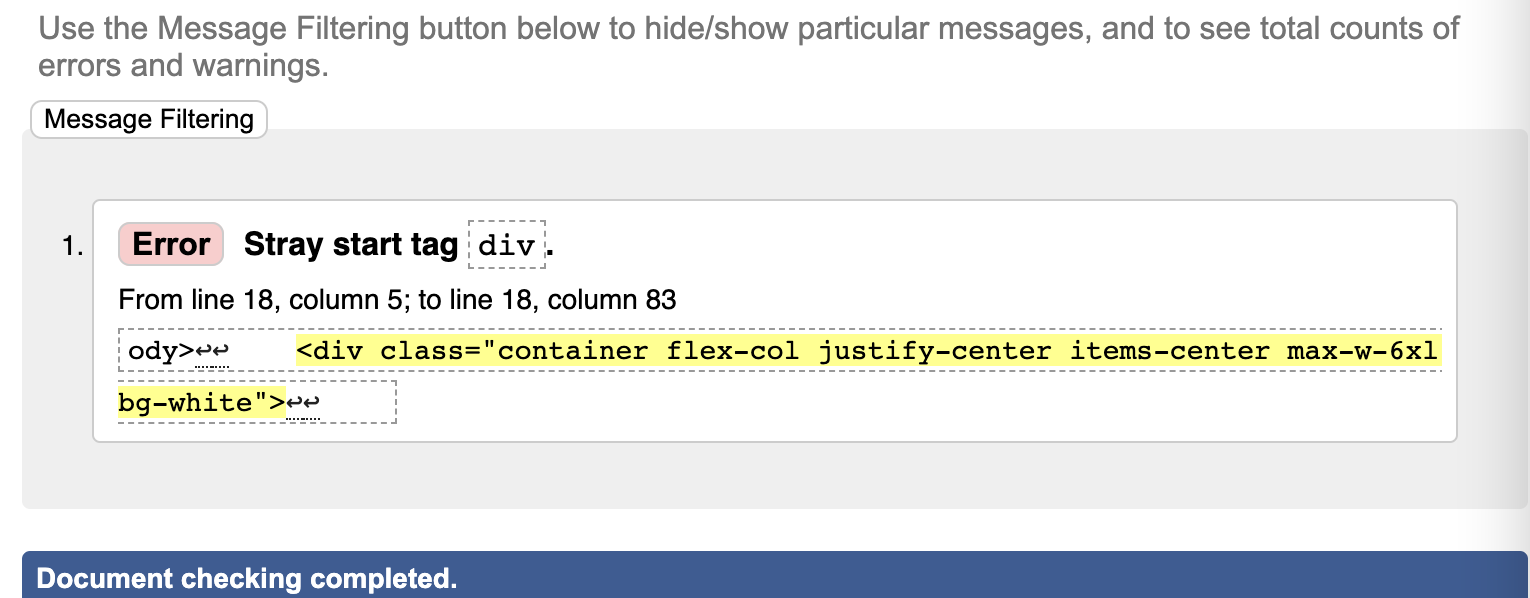 Use the Message Filtering button below to hide/show particular messages, and to see total counts of
errors and warnings.
Message Filtering
1. Error Stray start tag div.
From line 18, column 5; to line 18, column 83
ody>↩↩    <div class="container flex-col justify-center items-center max-w-6xl
bg-white">↩↩
Document checking completed.